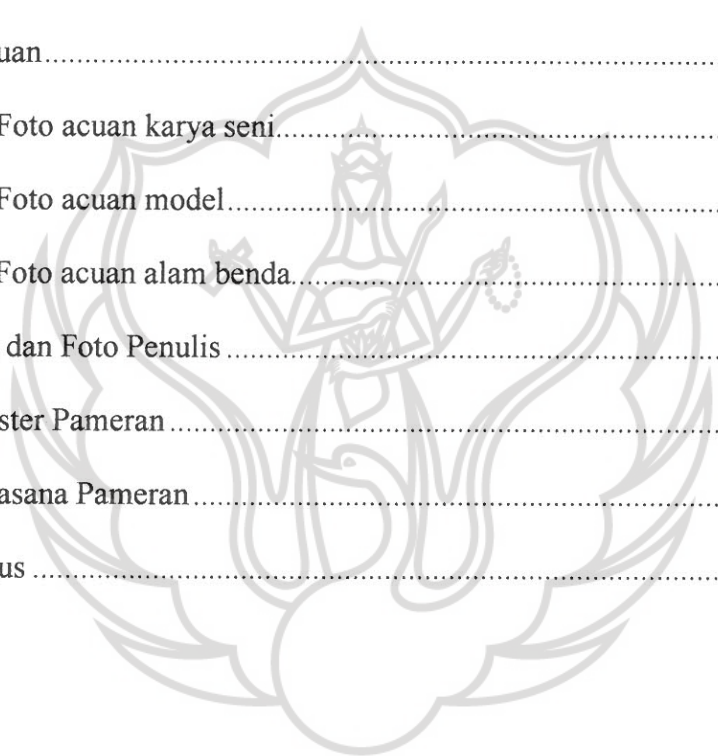 uan..........................................................................................
Foto acuan karya seni..........................................................
Foto acuan model................................................................
Foto acuan alam benda.......................................................
dan Foto Penulis ................................................................
ster Pameran ........................................................................
asana Pameran.....................................................................
us ..........................................................................................